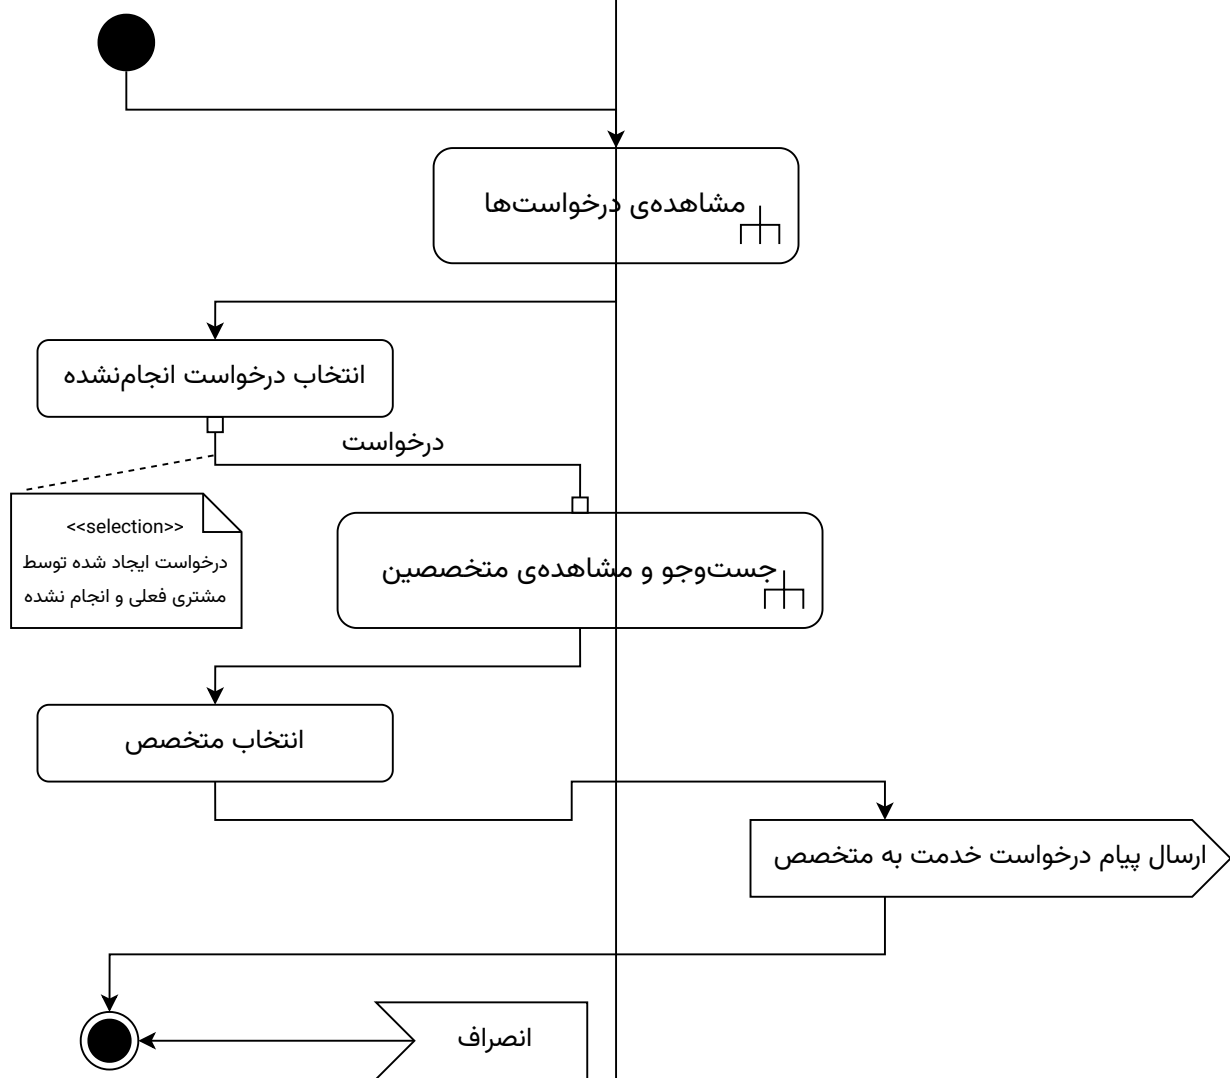 مشاهده‌ی درخواست‌ها
انتخاب درخواست انجام‌نشده
درخواست
<<selection>>
درخواست ایجاد شده توسط
مشتری فعلی و انجام نشده
جست‌وجو و مشاهده‌ی متخصصین
انتخاب متخصص
ارسال پیام درخواست خدمت به متخصص
انصراف